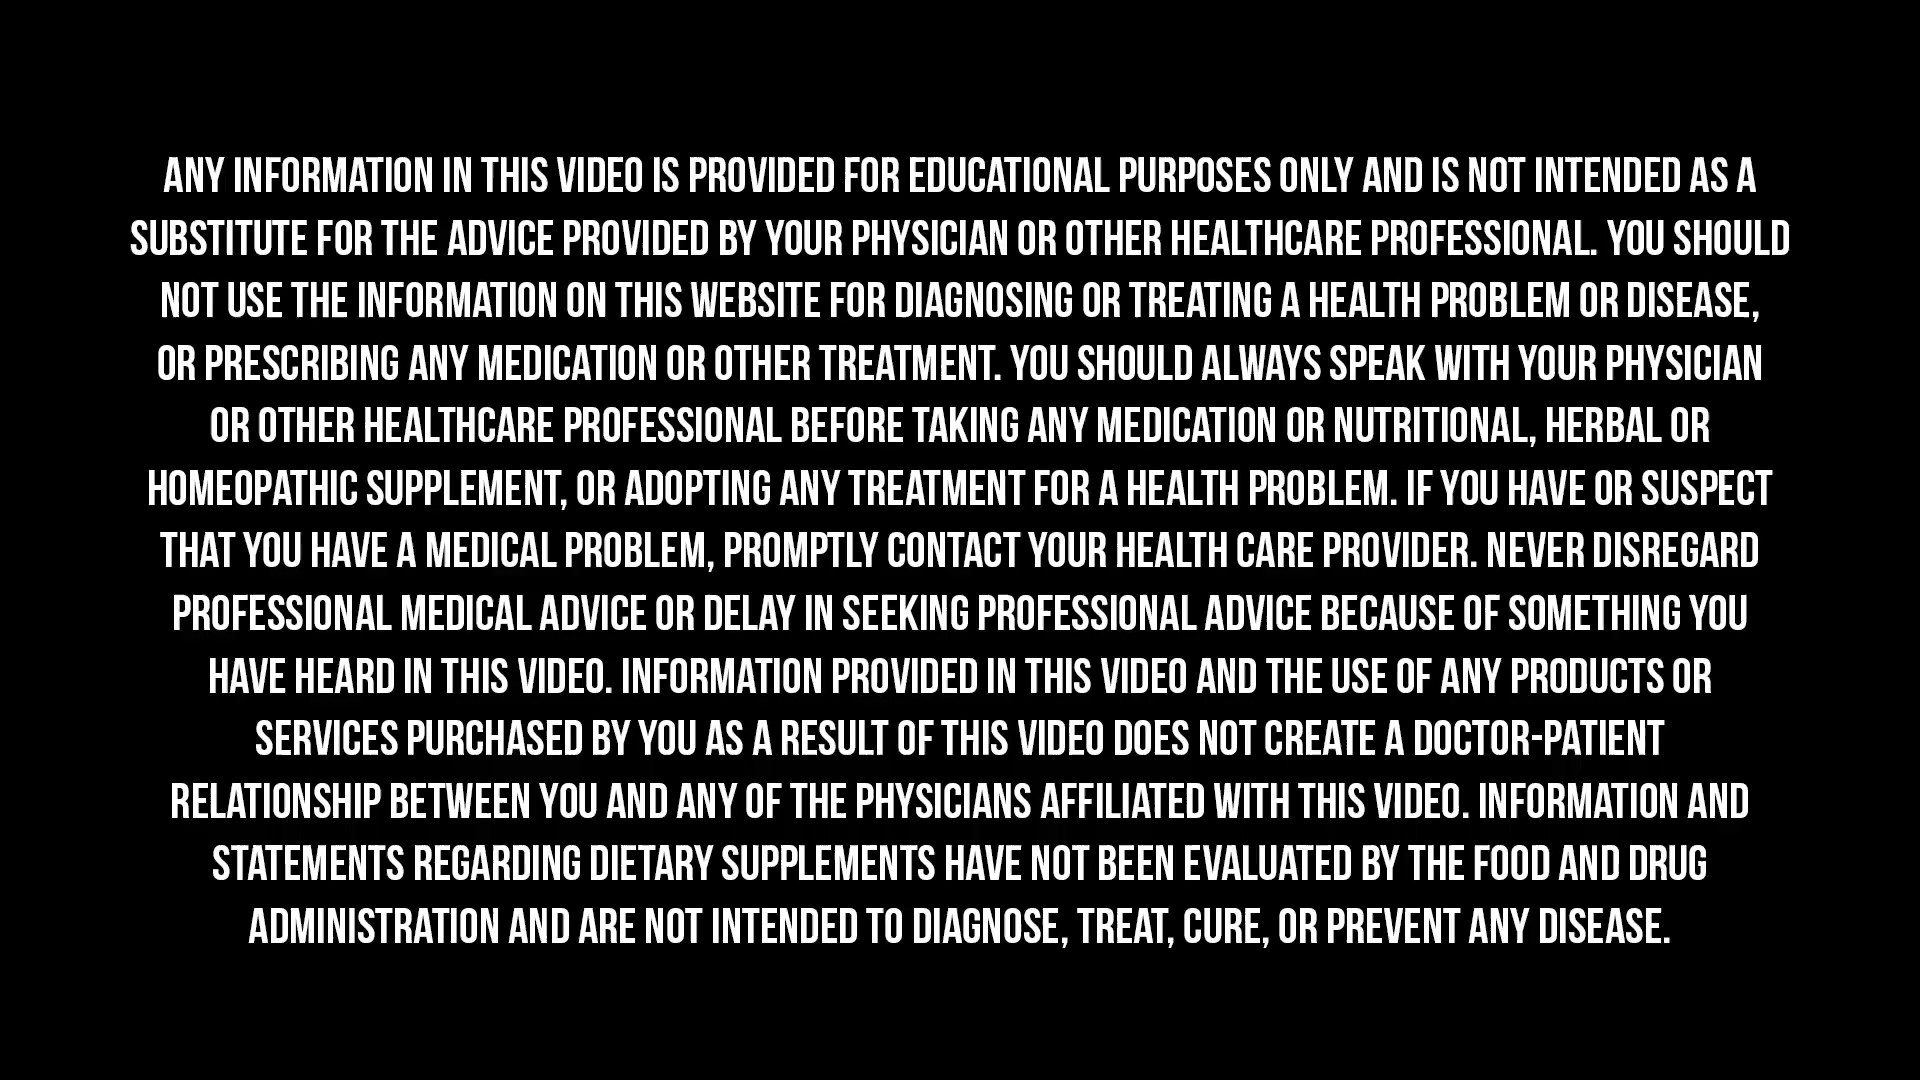 ANY INFORMATION IN THIS VIDEO IS PROVIDED FOR EDUCATIONAL PURPOSES ONLY AND IS NOT INTENDED AS A
SUBSTITUTE FOR THE ADVICE PROVIDED BY YOUR PHYSICIAN OR OTHER HEALTHCARE PROFESSIONAL. YOU SHOULD
NOT USE THE INFORMATION ON THIS WEBSITE FOR DIAGNOSING OR TREATING A HEALTH PROBLEM OR DISEASE,
OR PRESCRIBING ANY MEDICATION OR OTHER TREATMENT. YOU SHOULD ALWAYS SPEAK WITH YOUR PHYSICIAN
OR OTHER HEALTHCARE PROFESSIONAL BEFORE TAKING ANY MEDICATION OR NUTRITIONAL, HERBAL OR
HOMEOPATHIC SUPPLEMENT, OR ADOPTING ANY TREATMENT FOR A HEALTH PROBLEM. IF YOU HAVE OR SUSPECT
THAT YOU HAVE A MEDICAL PROBLEM, PROMPTLY CONTACT YOUR HEALTH CARE PROVIDER. NEVER DISREGARD
PROFESSIONAL MEDICAL ADVICE OR DELAY IN SEEKING PROFESSIONAL ADVICE BECAUSE OF SOMETHING YOU
HAVE HEARD IN THIS VIDEO. INFORMATION PROVIDED IN THIS VIDEO AND THE USE OF ANY PRODUCTS OR
SERVICES PURCHASED BY YOU AS A RESULT OF THIS VIDEO DOES NOT CREATE A DOCTOR-PATIENT
RELATIONSHIP BETWEEN YOU AND ANY OF THE PHYSICIANS AFFILIATED WITH THIS VIDEO. INFORMATION AND
STATEMENTS REGARDING DIETARY SUPPLEMENTS HAVE NOT BEEN EVALUATED BY THE FOOD AND DRUG
ADMINISTRATION AND ARE NOT INTENDED TO DIAGNOSE, TREAT, CURE, OR PREVENT ANY DISEASE.